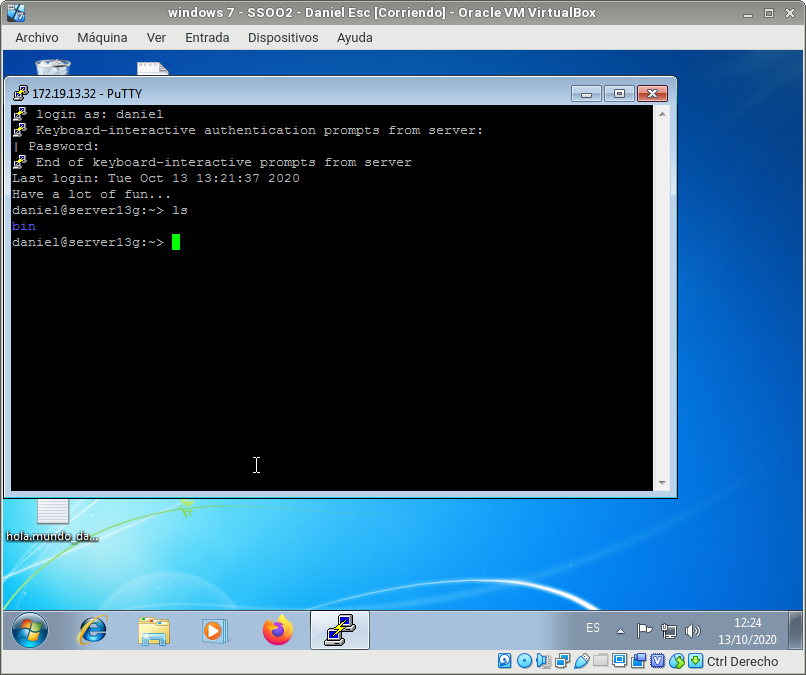 windows 7 - SSOO2 - Daniel Esc [Corriendo] - Oracle VM VirtualBox
Archivo Máquina Ver Entrada Dispositivos Ayuda
172.19.13.32 - PuTTY
login as: daniel
Keyboard-interactive authentication prompts from server:
| Password:
End of keyboard-interactive prompts from server
Last login: Tue Oct 13 13:21:37 2020
Have a lot of fun...
daniel@server13g:~> ls
bin
daniel@server13g:~>
hola.mundo_da...
ES
12:24
13/10/2020
Ctrl Derecho